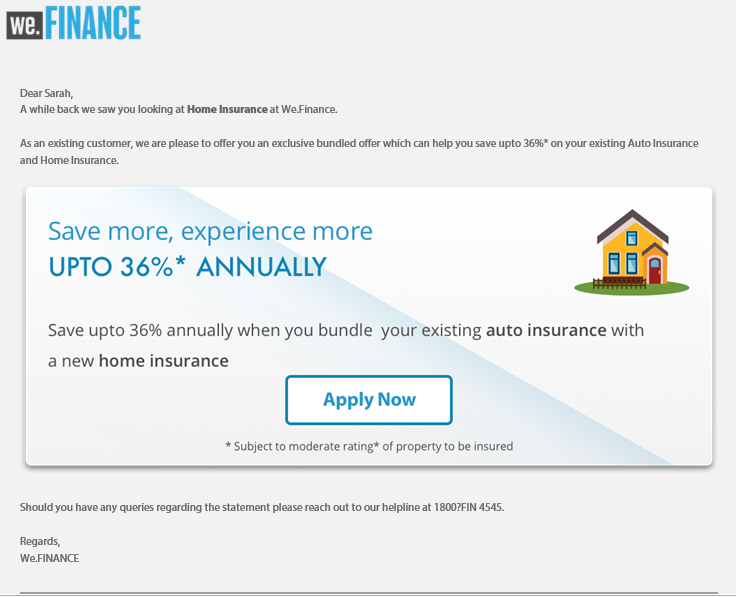 we.FINANCE
Dear Sarah,
A while back we saw you looking at Home Insurance at We.Finance.
As an existing customer, we are please to offer you an exclusive bundled offer which can help you save upto 36%* on your existing Auto Insurance
and Home Insurance.
Save more, experience more
UPTO 36%* ANNUALLY
Save upto 36% annually when you bundle your existing auto insurance with
a new home insurance
Apply Now
* Subject to moderate rating* of property to be insured
Should you have any queries regarding the statement please reach out to our helpline at 1800?FIN 4545.
Regards,
We.FINANCE